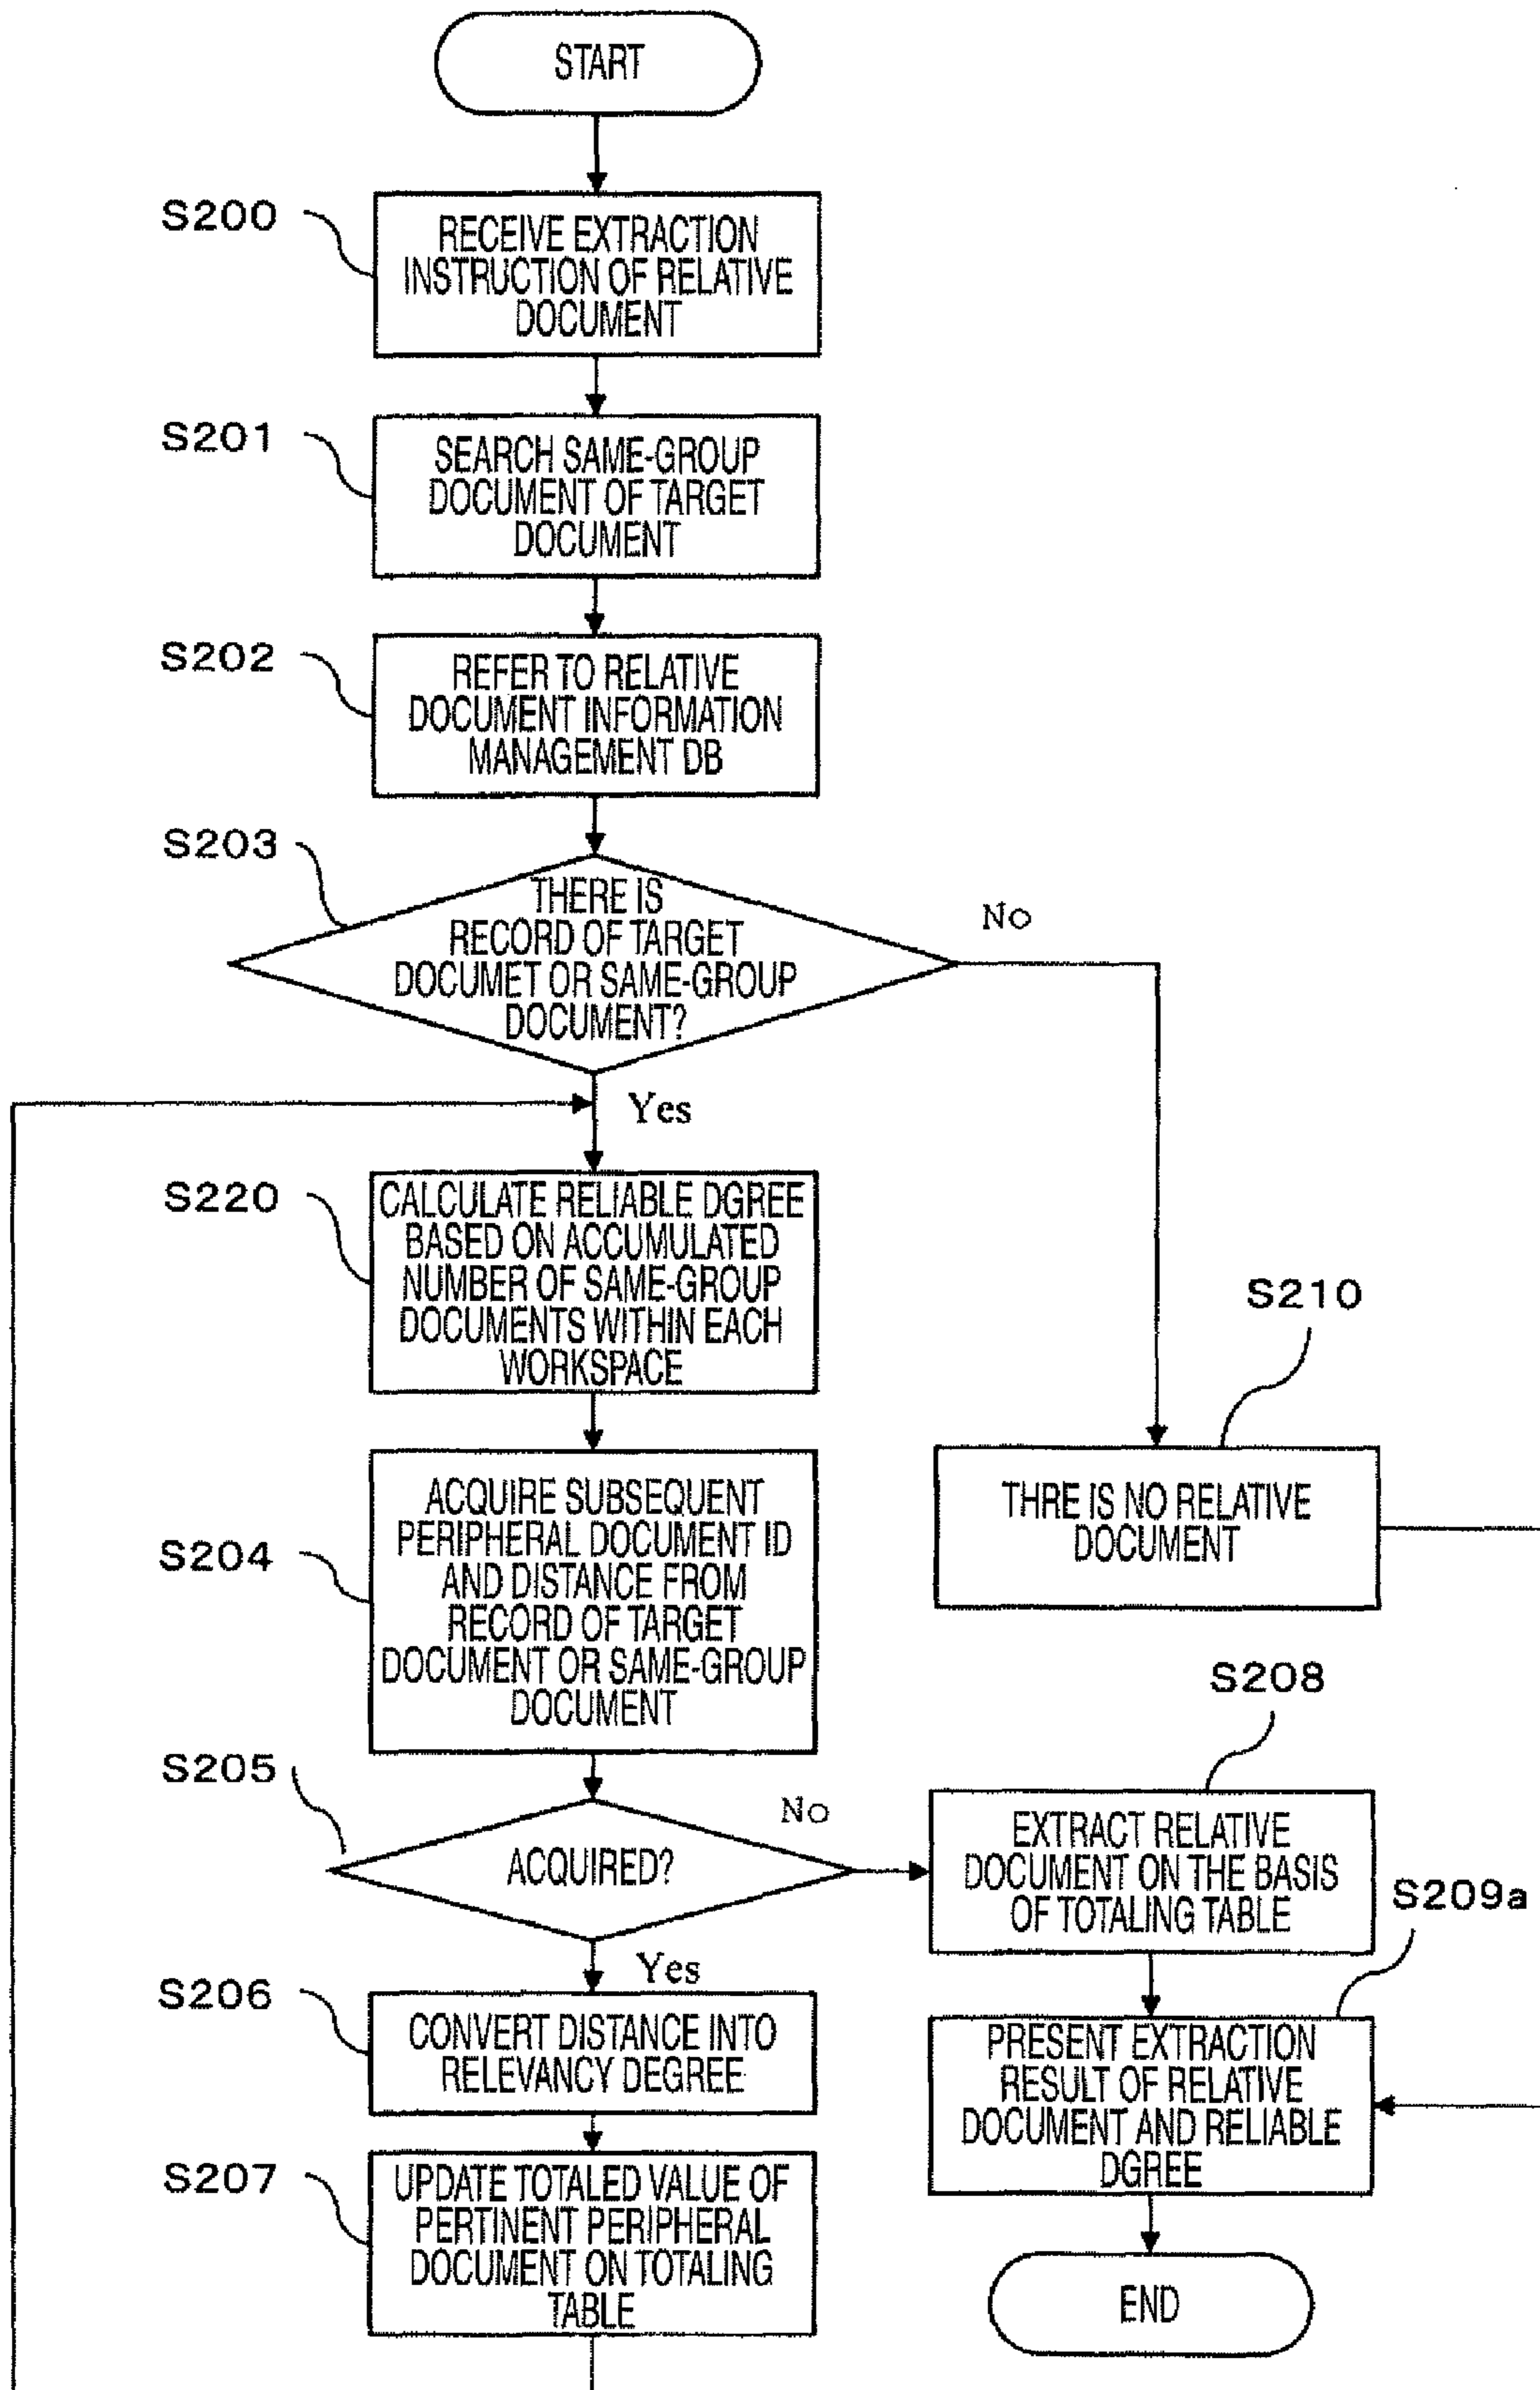 START
S200
RECEIVE EXTRACTION
INSTRUCTION OF RELATIVE
DOCUMENT
S201
SEARCH SAME-GROUP
DOCUMENT OF TARGET
DOCUMENT
S202
REFER TO RELATIVE
DOCUMENT INFORMATION
MANAGEMENT DB
S203
THERE IS
RECORD OF TARGET
DOCUMET OR SAME-GROUP
DOCUMENT?
No
Yes
S220
CALCULATE RELIABLE DGREE
BASED ON ACCUMULATED
NUMBER OF SAME-GROUP
DOCUMENTS WITHIN EACH
WORKSPACE
S210
THRE IS NO RELATIVE
DOCUMENT
S204
ACQUIRE SUBSEQUENT
PERIPHERAL DOCUMENT ID
AND DISTANCE FROM
RECORD OF TARGET
DOCUMENT OR SAME-GROUP
DOCUMENT
S205
ACQUIRED?
No
Yes
S208
EXTRACT RELATIVE
DOCUMENT ON THE BASIS
OF TOTALING TABLE
S209a
PRESENT EXTRACTION
RESULT OF RELATIVE
DOCUMENT AND RELIABLE
DGREE
S206
CONVERT DISTANCE INTO
RELEVANCY DEGREE
S207
UPDATE TOTALED VALUE OF
PERTINENT PERIPHERAL
DOCUMENT ON TOTALING
TABLE
END